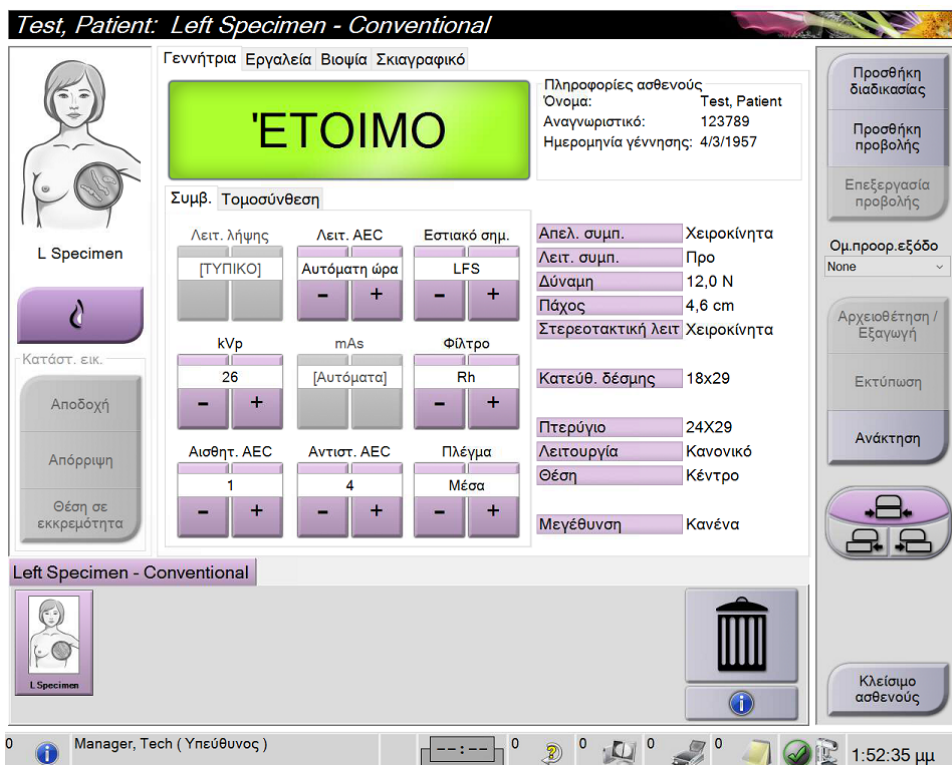 Test, Patient: Left Specimen - Conventional
Γεννήτρια Εργαλεία Βιοψία Σκιαγραφικό
ΈΤΟΙΜΟ
Πληροφορίες ασθενούς
Όνομα: Test, Patient
Αναγνωριστικό: 123789
Ημερομηνία γέννησης: 4/3/1957
L Specimen
Κατάστ. εικ.
Αποδοχή
Απόρριψη
Θέση σε
εκκρεμότητα
Συμβ. Τομοσύνθεση
Λειτ. λήψης Λειτ. AEC Εστιακό σημ.
[ΤΥΠΙΚΟ] Αυτόματη ώρα LFS
- + - +
kVp mAs Φίλτρο
26 [Αυτόματα] Rh
- + - +
Αισθητ. AEC Αντιστ. AEC Πλέγμα
1 4 Μέσα
- + - + - +
Απελ. συμπ. Χειροκίνητα
Λειτ. συμπ. Προ
Δύναμη 12,0 N
Πάχος 4,6 cm
Στερεοτακτική λειτ Χειροκίνητα
Κατεύθ. δέσμης 18x29
Πτερύγιο 24X29
Λειτουργία Κανονικό
Θέση Κέντρο
Μεγέθυνση Κανένα
Προσθήκη
διαδικασίας
Προσθήκη
προβολής
Επεξεργασία
προβολής
Ομ.προορ.εξόδο
None
Αρχειοθέτηση /
Εξαγωγή
Εκτύπωση
Ανάκτηση
Κλείσιμο
ασθενούς
Left Specimen - Conventional
L Specimen
0 Manager, Tech ( Υπεύθυνος ) --:-- 0 0 0 0 1:52:35 μμ